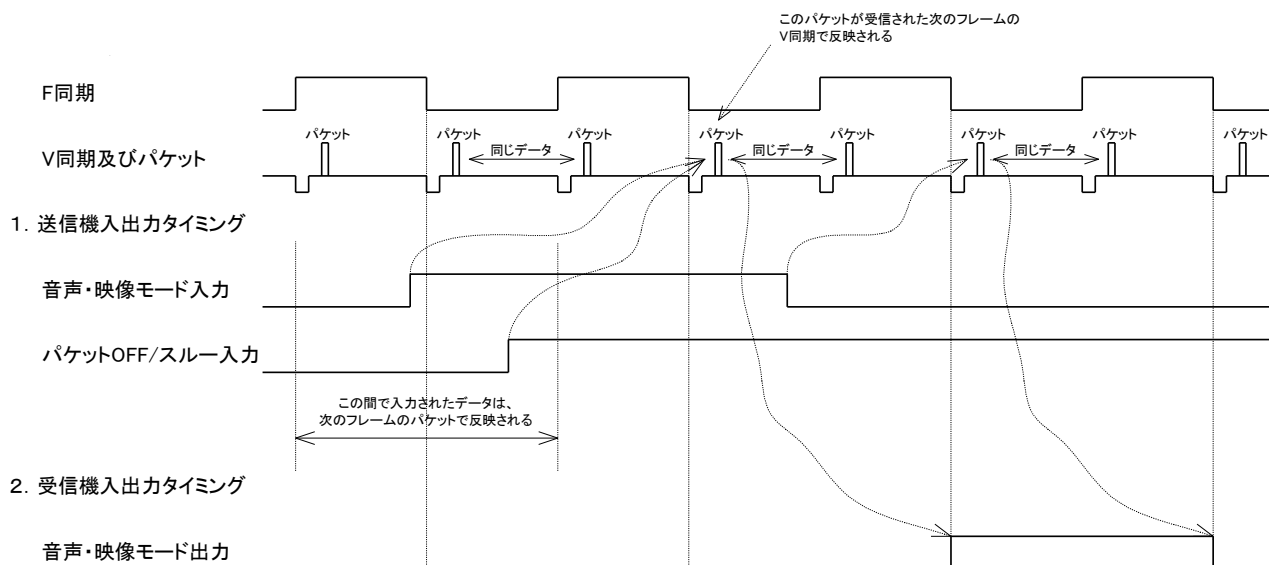 このパケットが受信された次のフレームの
V同期で反映される
F同期
パケット
パケット
パケット
パケット
パケット
パケット
パケット
パケット
V同期及びパケット
同じデータ
同じデータ
同じデータ
1. 送信機入出力タイミング
音声・映像モード入力
パケットOFF/スルー入力
この間で入力されたデータは、
次のフレームのパケットで反映される
2. 受信機入出力タイミング
音声・映像モード出力